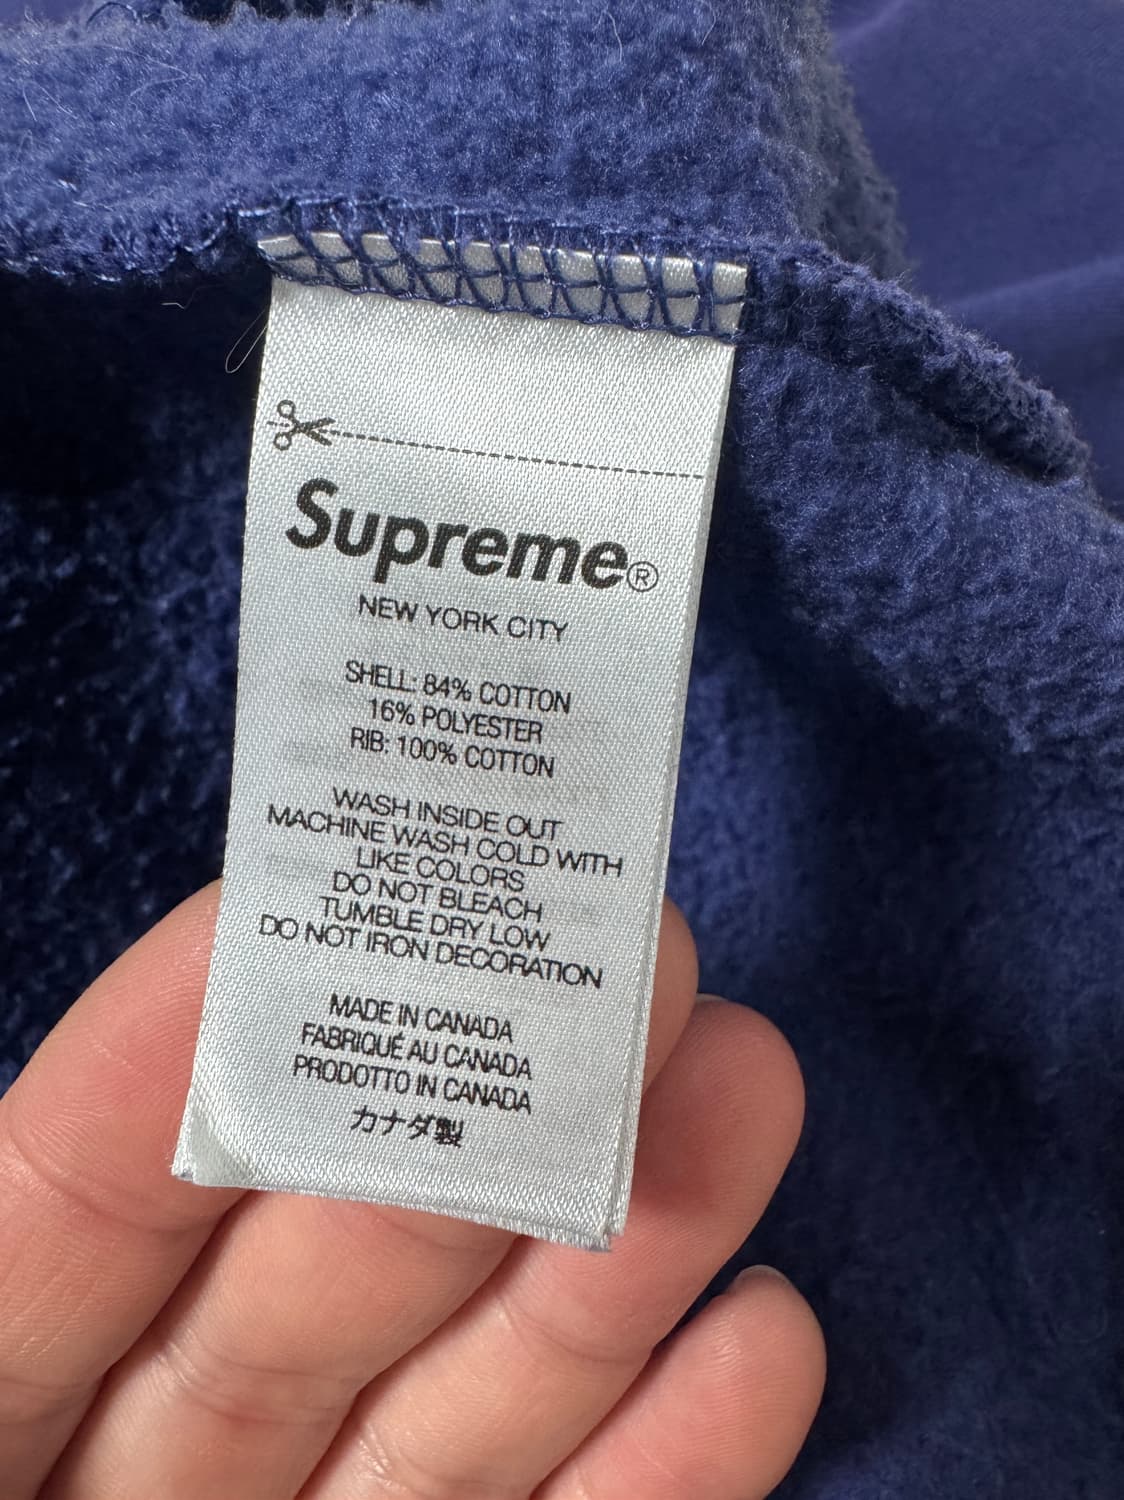 Supreme®
NEW YORK CITY
SHELL: 84% COTTON
16% POLYESTER
RIB: 100% COTTON
WASH INSIDE OUT
MACHINE WASH COLD WITH
LIKE COLORS
DO NOT BLEACH
TUMBLE DRY LOW
DO NOT IRON DECORATION
MADE IN CANADA
FABRIQUÉ AU CANADA
PRODOTTO IN CANADA
カナダ製